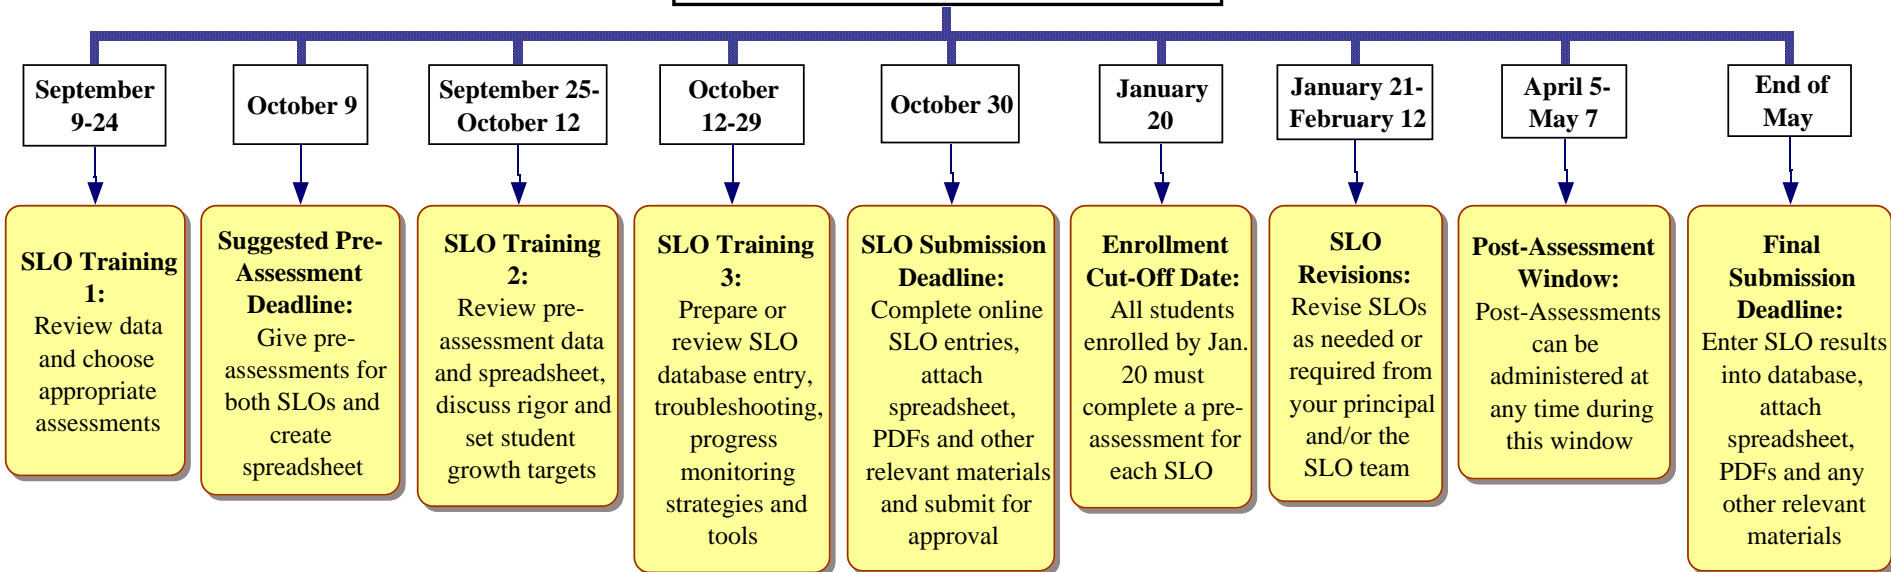 September
9-24
October 9
September 25-
October 12
October
12-29
October 30
January
20
January 21-
February 12
April 5-
May 7
End of
May
SLO Training
1:
Review data
and choose
appropriate
assessments
Suggested Pre-
Assessment
Deadline:
Give pre-
assessments for
both SLOs and
create
spreadsheet
SLO Training
2:
Review pre-
assessment data
and spreadsheet,
discuss rigor and
set student
growth targets
SLO Training
3:
Prepare or
review SLO
database entry,
troubleshooting,
progress
monitoring
strategies and
tools
SLO Submission
Deadline:
Complete online
SLO entries,
attach
spreadsheet,
PDFs and other
relevant materials
and submit for
approval
Enrollment
Cut-Off Date:
All students
enrolled by Jan.
20 must
complete a pre-
assessment for
each SLO
SLO
Revisions:
Revise SLOs
as needed or
required from
your principal
and/or the
SLO team
Post-Assessment
Window:
Post-Assessments
can be
administered at
any time during
this window
Final
Submission
Deadline:
Enter SLO results
into database,
attach
spreadsheet,
PDFs and any
other relevant
materials